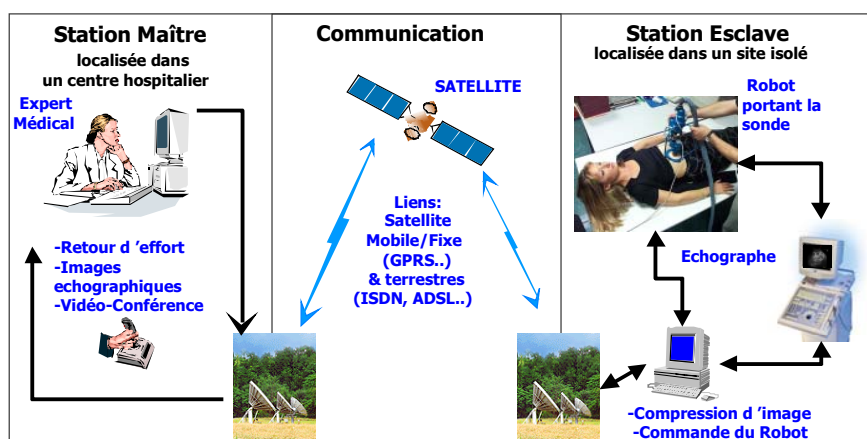 Station Maître
localisée dans
un centre hospitalier
Expert
Médical
-Retour d 'effort
-Images
echographiques
-Vidéo-Conférence
Communication
SATELLITE
Liens:
Satellite
Mobile/Fixe
(GPRS..)
& terrestres
(ISDN, ADSL..)
Station Esclave
localisée dans un site isolé
Robot
portant la
sonde
Echographe
-Compression d 'image
-Commande du Robot